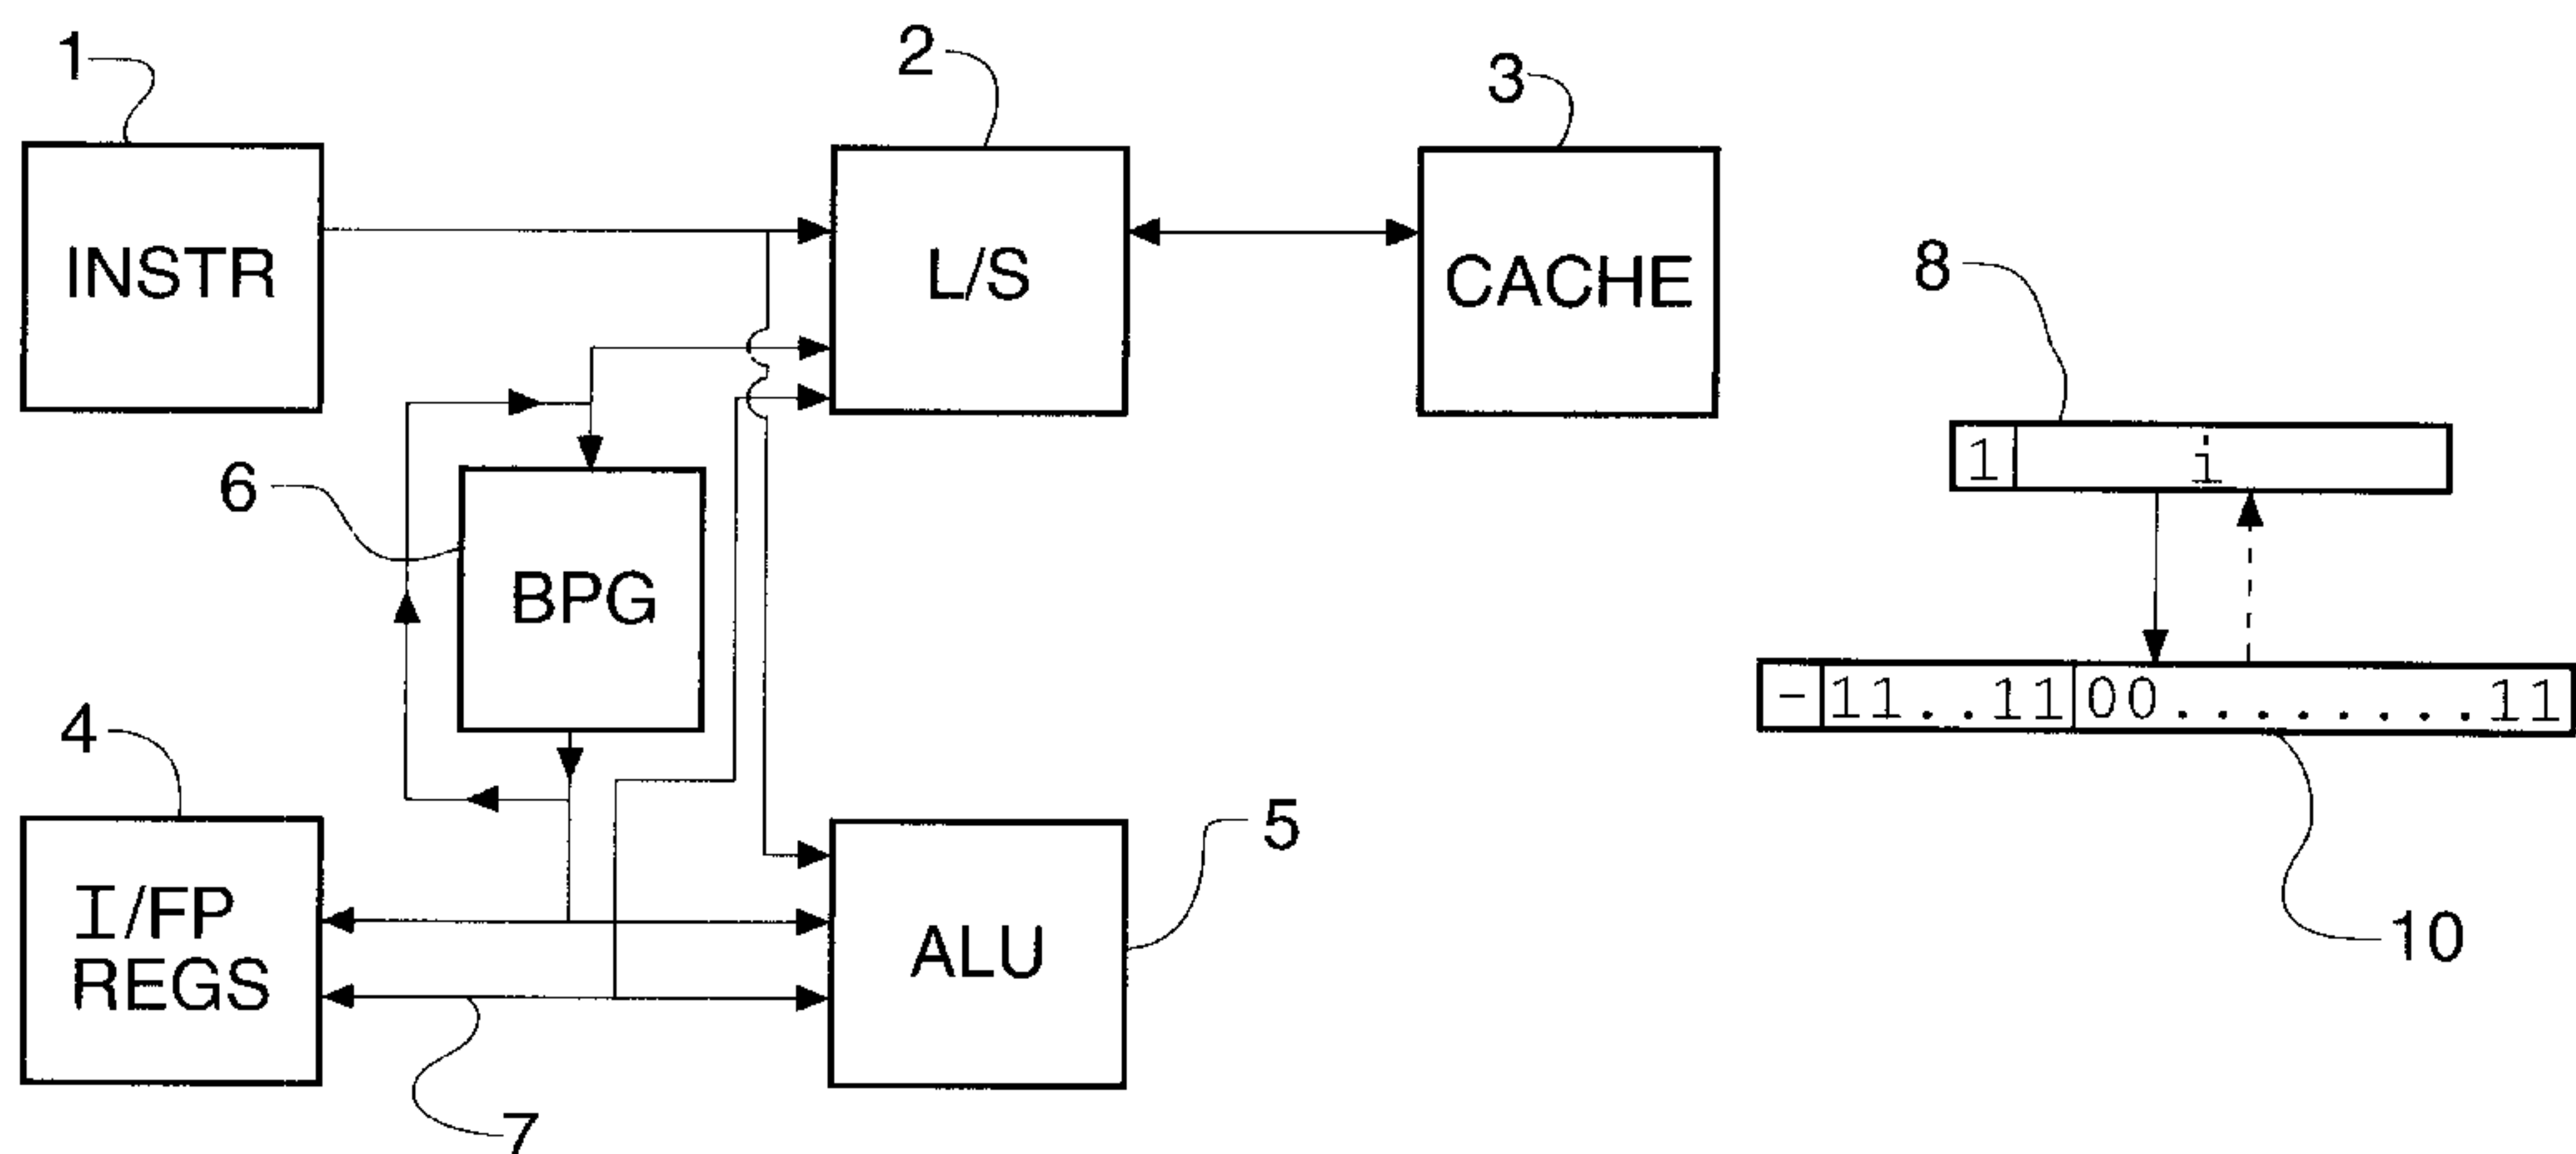 1
2
3
INSTR
L/S
CACHE
8
1 i
6
BPG
- 11..11 00........11
4
5
I/FP
REGS
ALU
10
7